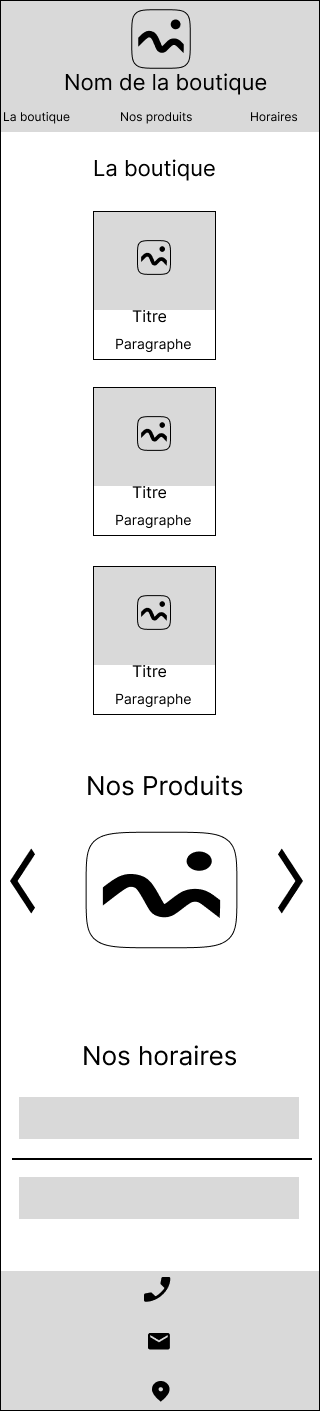 Nom de la boutique
La boutique Nos produits Horaires
La boutique
Titre
Paragraphe
Titre
Paragraphe
Titre
Paragraphe
Nos Produits
Nos horaires